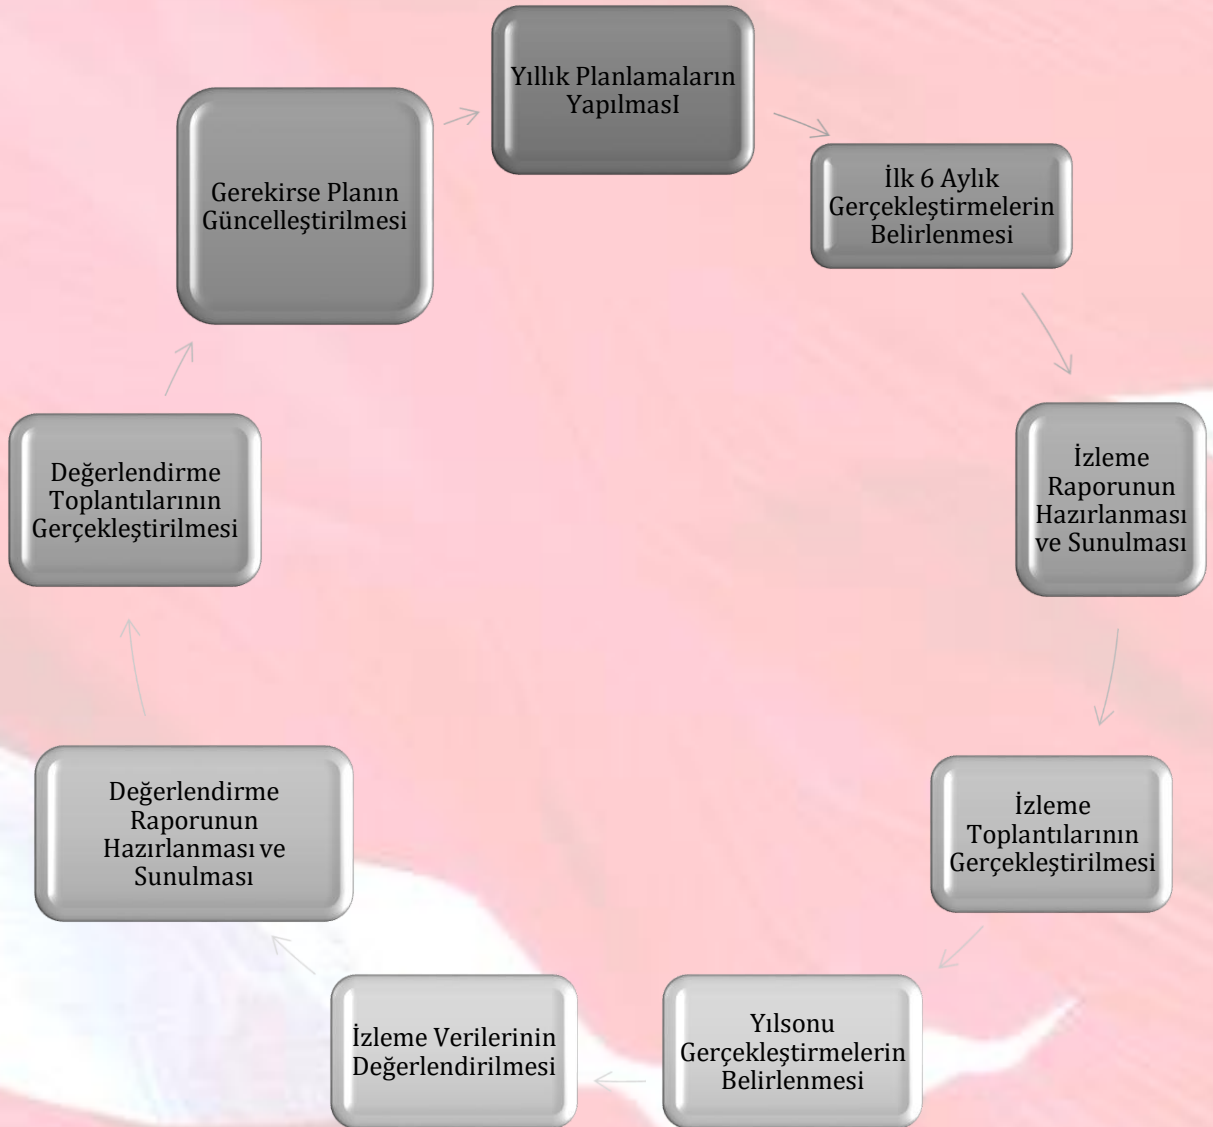 Yıllık Planlamaların
YapılmasI
İlk 6 Aylık
Gerçekleştirmelerin
Belirlenmesi
İzleme
Raporunun
Hazırlanması
ve Sunulması
İzleme
Toplantılarının
Gerçekleştirilmesi
Yılsonu
Gerçekleştirmelerin
Belirlenmesi
İzleme Verilerinin
Değerlendirilmesi
Değerlendirme
Raporunun
Hazırlanması ve
Sunulması
Değerlendirme
Toplantılarının
Gerçekleştirilmesi
Gerekirse Planın
Güncelleştirilmesi